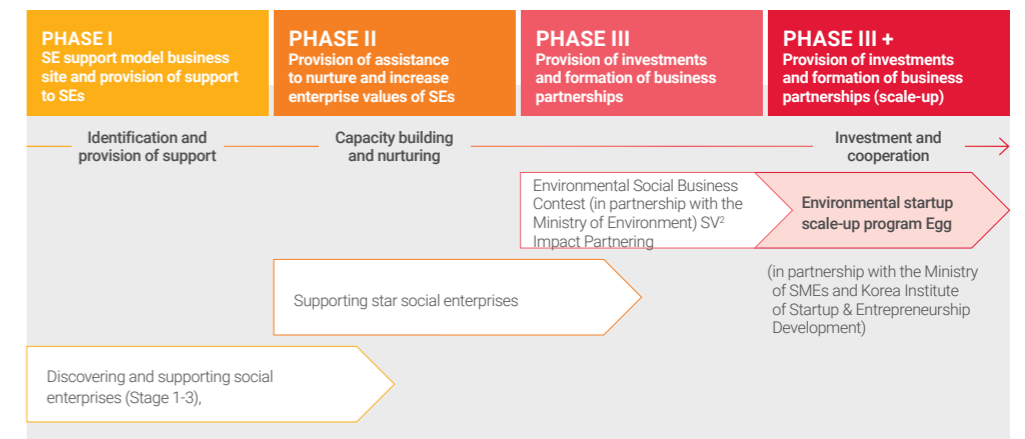 PHASE I
SE support model business
site and provision of support
to SEs
PHASE II
Provision of assistance
to nurture and increase
enterprise values of SEs
PHASE III
Provision of investments
and formation of business
partnerships
PHASE III +
Provision of investments
and formation of business
partnerships (scale-up)
Identification and
provision of support
Capacity building
and nurturing
Investment and
cooperation
Environmental Social Business
Contest (in partnership with the
Ministry of Environment) SV²
Impact Partnering
Environmental startup
scale-up program Egg
(in partnership with the Ministry
of SMEs and Korea Institute
of Startup & Entrepreneurship
Development)
Supporting star social enterprises
Discovering and supporting social
enterprises (Stage 1-3),